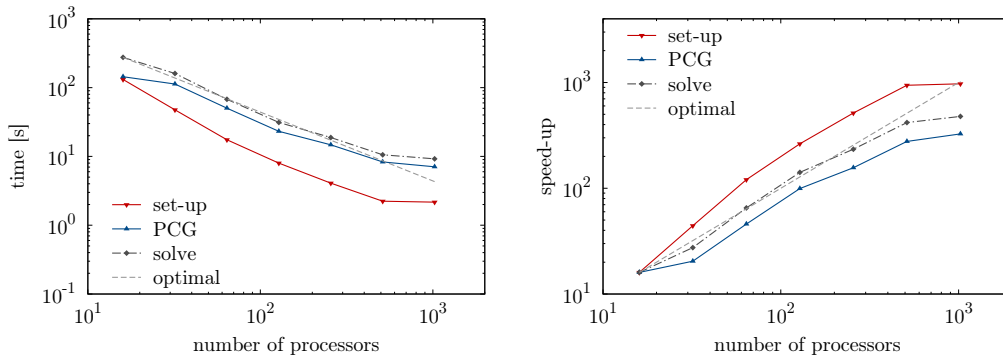 10^3
10^2
10^1
10^0
10^-1
time [s]
set-up
PCG
solve
optimal
10^1
10^2
10^3
number of processors
10^3
10^2
10^1
speed-up
set-up
PCG
solve
optimal
10^1
10^2
10^3
number of processors